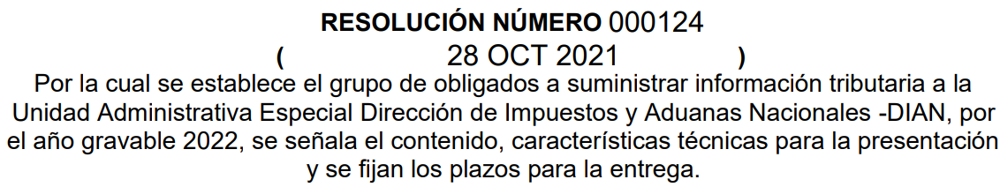 RESOLUCIÓN NÚMERO 000124
( 28 OCT 2021 )
Por la cual se establece el grupo de obligados a suministrar información tributaria a la
Unidad Administrativa Especial Dirección de Impuestos y Aduanas Nacionales -DIAN, por
el año gravable 2022, se señala el contenido, características técnicas para la presentación
y se fijan los plazos para la entrega.